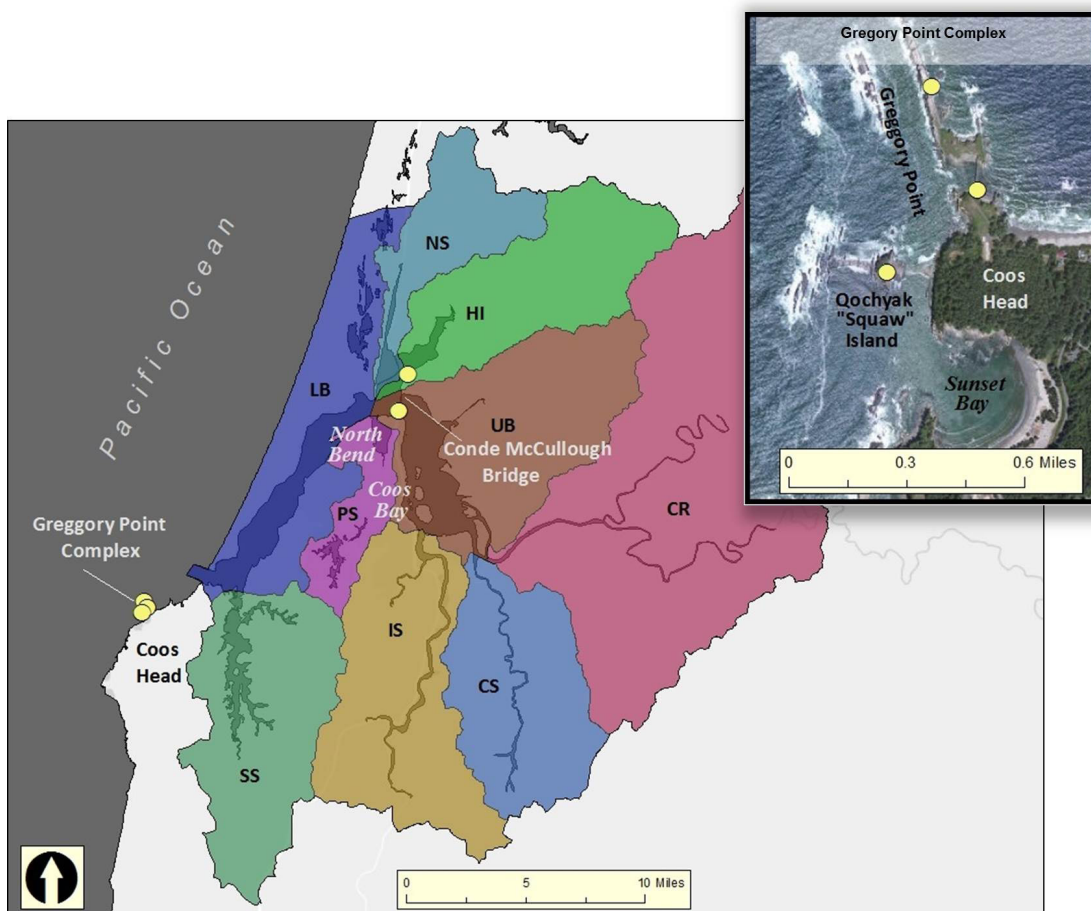 Gregory Point Complex
Greggory Point
Coos
Head
Qochyak
"Squaw"
Island
Sunset
Bay
0 0.3 0.6 Miles
Pacific Ocean
NS
HI
LB
UB
North
Bend
Conde McCullough
Bridge
Coos
Bay
PS
CR
Greggory Point
Complex
IS
Coos
Head
CS
SS
0 5 10 Miles